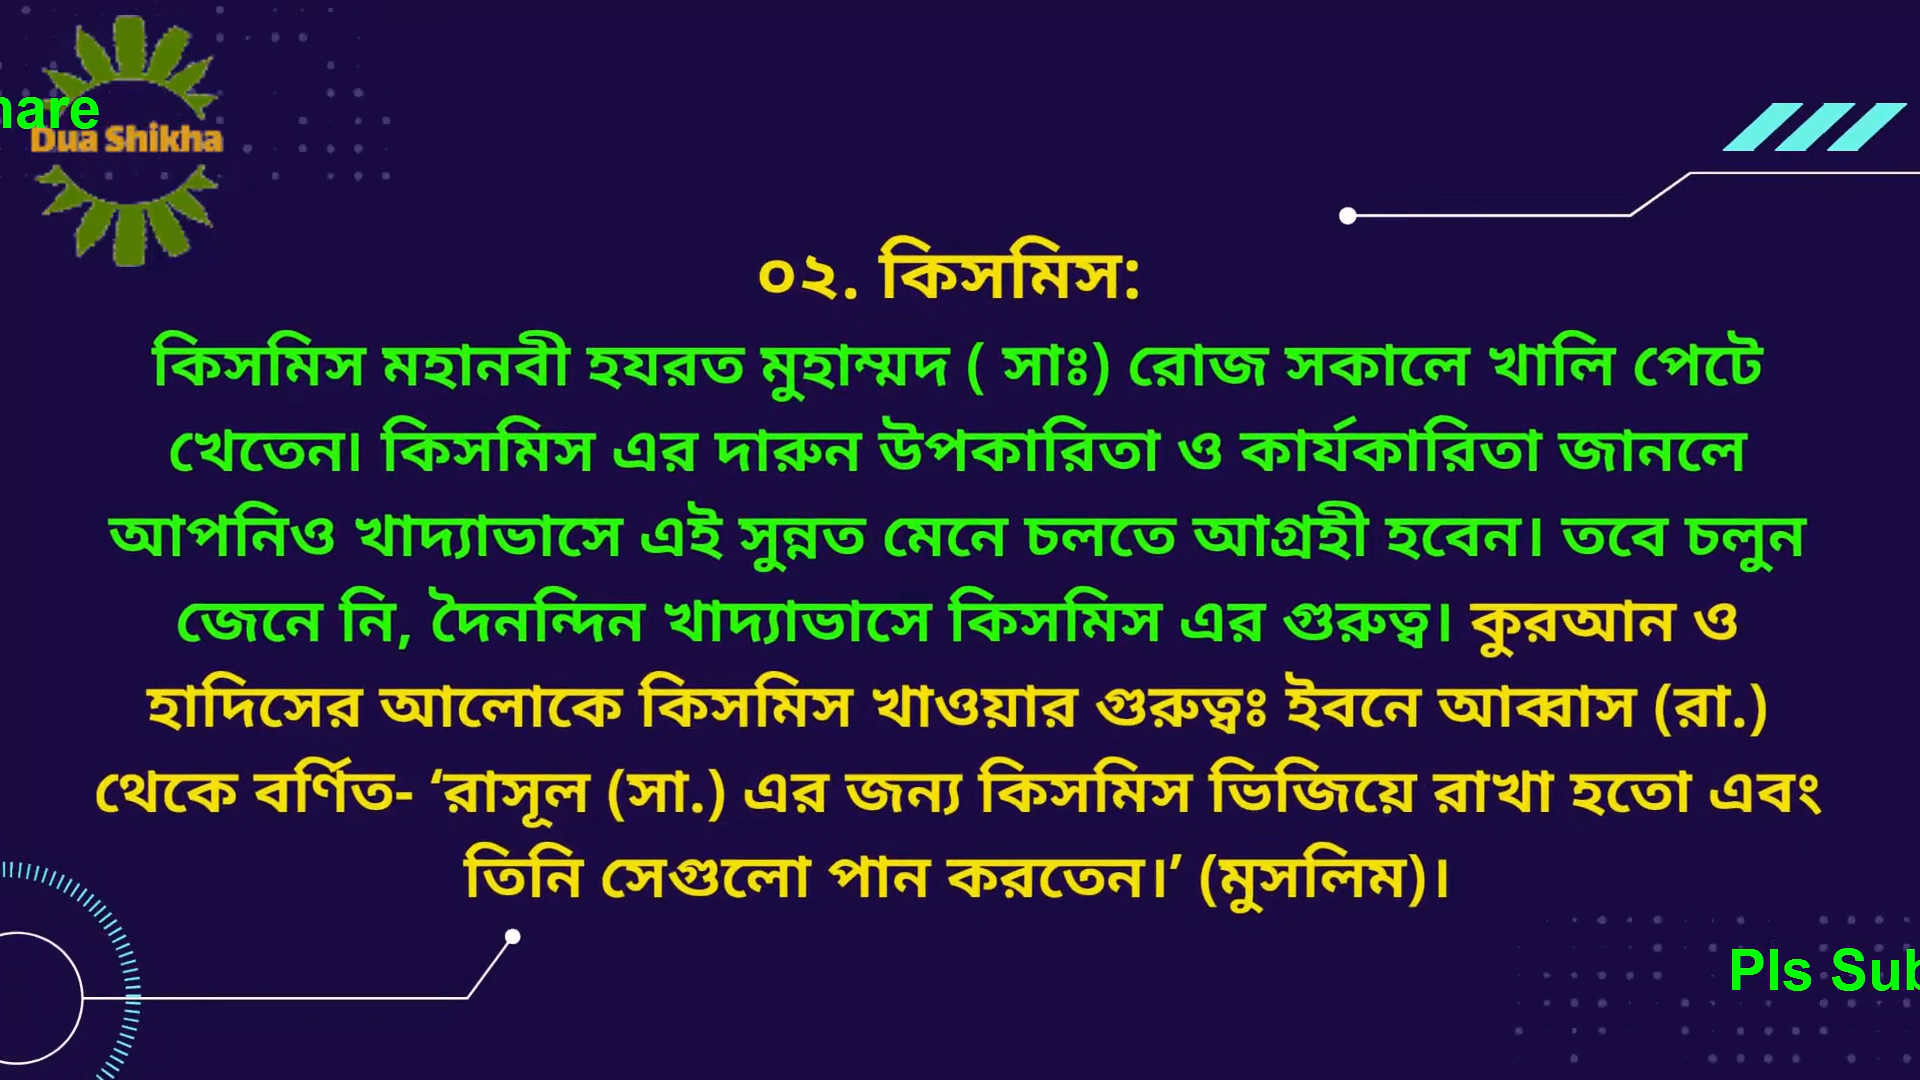 hare
Dua Shikha
০২. কিসমিস:
কিসমিস মহানবী হযরত মুহাম্মদ ( সাঃ) রোজ সকালে খালি পেটে
খেতেন। কিসমিস এর দারুন উপকারিতা ও কার্যকারিতা জানলে
আপনিও খাদ্যাভাসে এই সুন্নত মেনে চলতে আগ্রহী হবেন। তবে চলুন
জেনে নি, দৈনন্দিন খাদ্যাভাসে কিসমিস এর গুরুত্ব। কুরআন ও
হাদিসের আলোকে কিসমিস খাওয়ার গুরুত্বঃ ইবনে আব্বাস (রা.)
থেকে বর্ণিত- ‘রাসূল (সা.) এর জন্য কিসমিস ভিজিয়ে রাখা হতো এবং
তিনি সেগুলো পান করতেন।’ (মুসলিম)।
Pls Sub